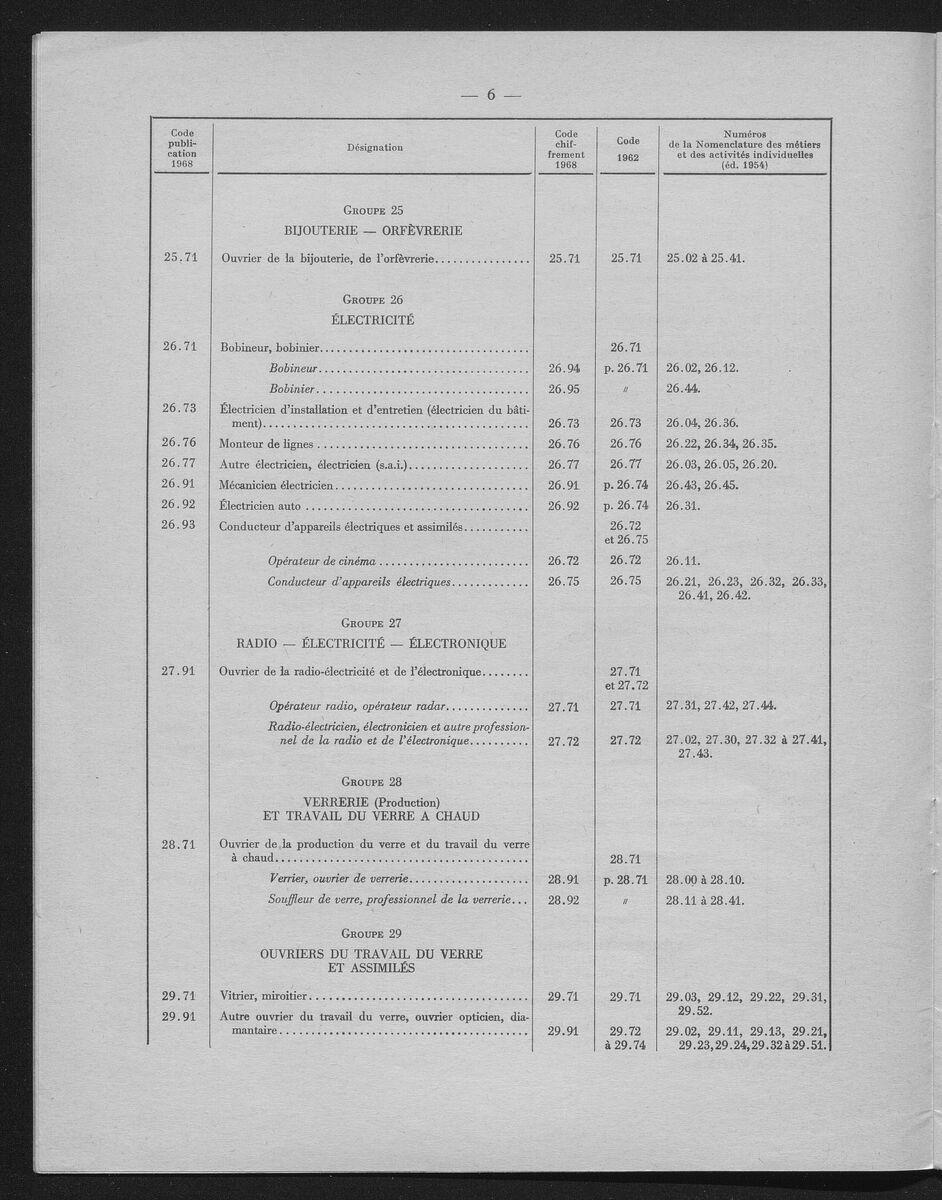 — 6 —
Code publi- cation 1968 | Désignation | Code chif- frement 1968 | Code 1962 | Numéros de la Nomenclature des métiers et des activités individuelles (éd. 1954)
Groupe 25
BIJOUTERIE — ORFÈVRERIE
25.71 Ouvrier de la bijouterie, de l'orfèvrerie................ 25.71 25.71 25.02 à 25.41.
Groupe 26
ÉLECTRICITÉ
26.71 Bobineur, bobinier................................... 26.71
Bobineur................................... 26.94 p. 26.71 26.02, 26.12.
Bobinier................................... 26.95 〃 26.44.
26.73 Électricien d'installation et d'entretien (électricien du bâti-
ment)............................................ 26.73 26.73 26.04, 26.36.
26.76 Monteur de lignes................................... 26.76 26.76 26.22, 26.34, 26.35.
26.77 Autre électricien, électricien (s.a.i.)..................... 26.77 26.77 26.03, 26.05, 26.20.
26.91 Mécanicien électricien................................. 26.91 p. 26.74 26.43, 26.45.
26.92 Électricien auto..................................... 26.92 p. 26.74 26.31.
26.93 Conducteur d'appareils électriques et assimilés........... 26.72
et 26.75
Opérateur de cinéma.......................... 26.72 26.72 26.11.
Conducteur d'appareils électriques............. 26.75 26.75 26.21, 26.23, 26.32, 26.33,
26.41, 26.42.
Groupe 27
RADIO — ÉLECTRICITÉ — ÉLECTRONIQUE
27.91 Ouvrier de la radio-électricité et de l'électronique........ 27.71
et 27.72
Opérateur radio, opérateur radar.............. 27.71 27.71 27.31, 27.42, 27.44.
Radio-électricien, électronicien et autre profession-
nel de la radio et de l'électronique.......... 27.72 27.72 27.02, 27.30, 27.32 à 27.41,
27.43.
Groupe 28
VERRERIE (Production)
ET TRAVAIL DU VERRE A CHAUD
28.71 Ouvrier de la production du verre et du travail du verre
à chaud.......................................... 28.71
Verrier, ouvrier de verrerie.................... 28.91 p. 28.71 28.00 à 28.10.
Souffleur de verre, professionnel de la verrerie... 28.92 〃 28.11 à 28.41.
Groupe 29
OUVRIERS DU TRAVAIL DU VERRE
ET ASSIMILÉS
29.71 Vitrier, miroitier..................................... 29.71 29.71 29.03, 29.12, 29.22, 29.31,
29.52.
29.91 Autre ouvrier du travail du verre, ouvrier opticien, dia-
mantaire.......................................... 29.91 29.72 29.02, 29.11, 29.13, 29.21,
à 29.74 29.23, 29.24, 29.32 à 29.51.